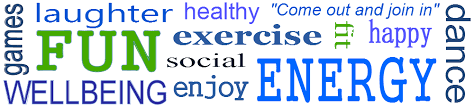 games
laughter healthy "Come out and join in"
FUN exercise fit happy
social
WELLBEING enjoy ENERGY
dance